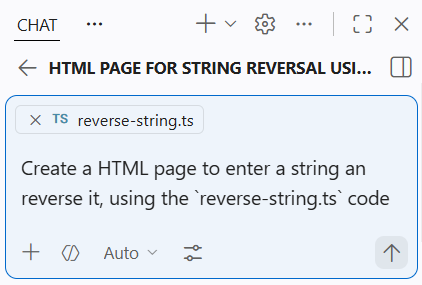 CHAT
HTML PAGE FOR STRING REVERSAL USI...
TS reverse-string.ts
Create a HTML page to enter a string an
reverse it, using the `reverse-string.ts` code
Auto